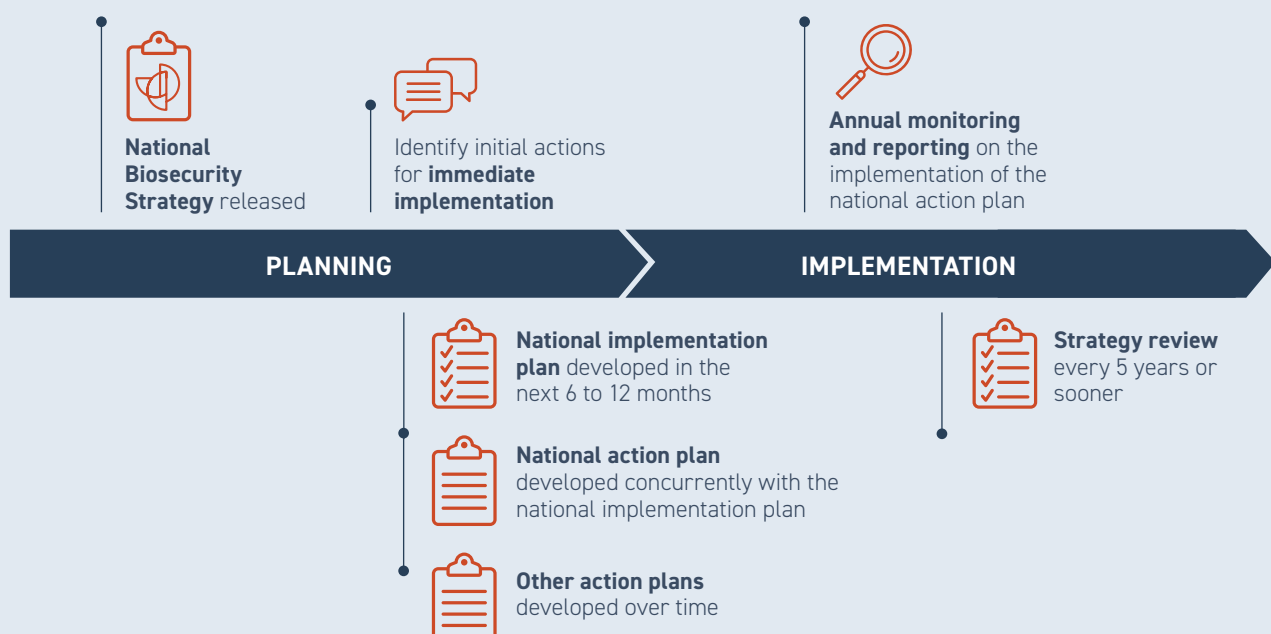 National
Biosecurity
Strategy released
Identify initial actions
for immediate
implementation
Annual monitoring
and reporting on the
implementation of the
national action plan
PLANNING
IMPLEMENTATION
National implementation
plan developed in the
next 6 to 12 months
National action plan
developed concurrently with the
national implementation plan
Other action plans
developed over time
Strategy review
every 5 years or
sooner